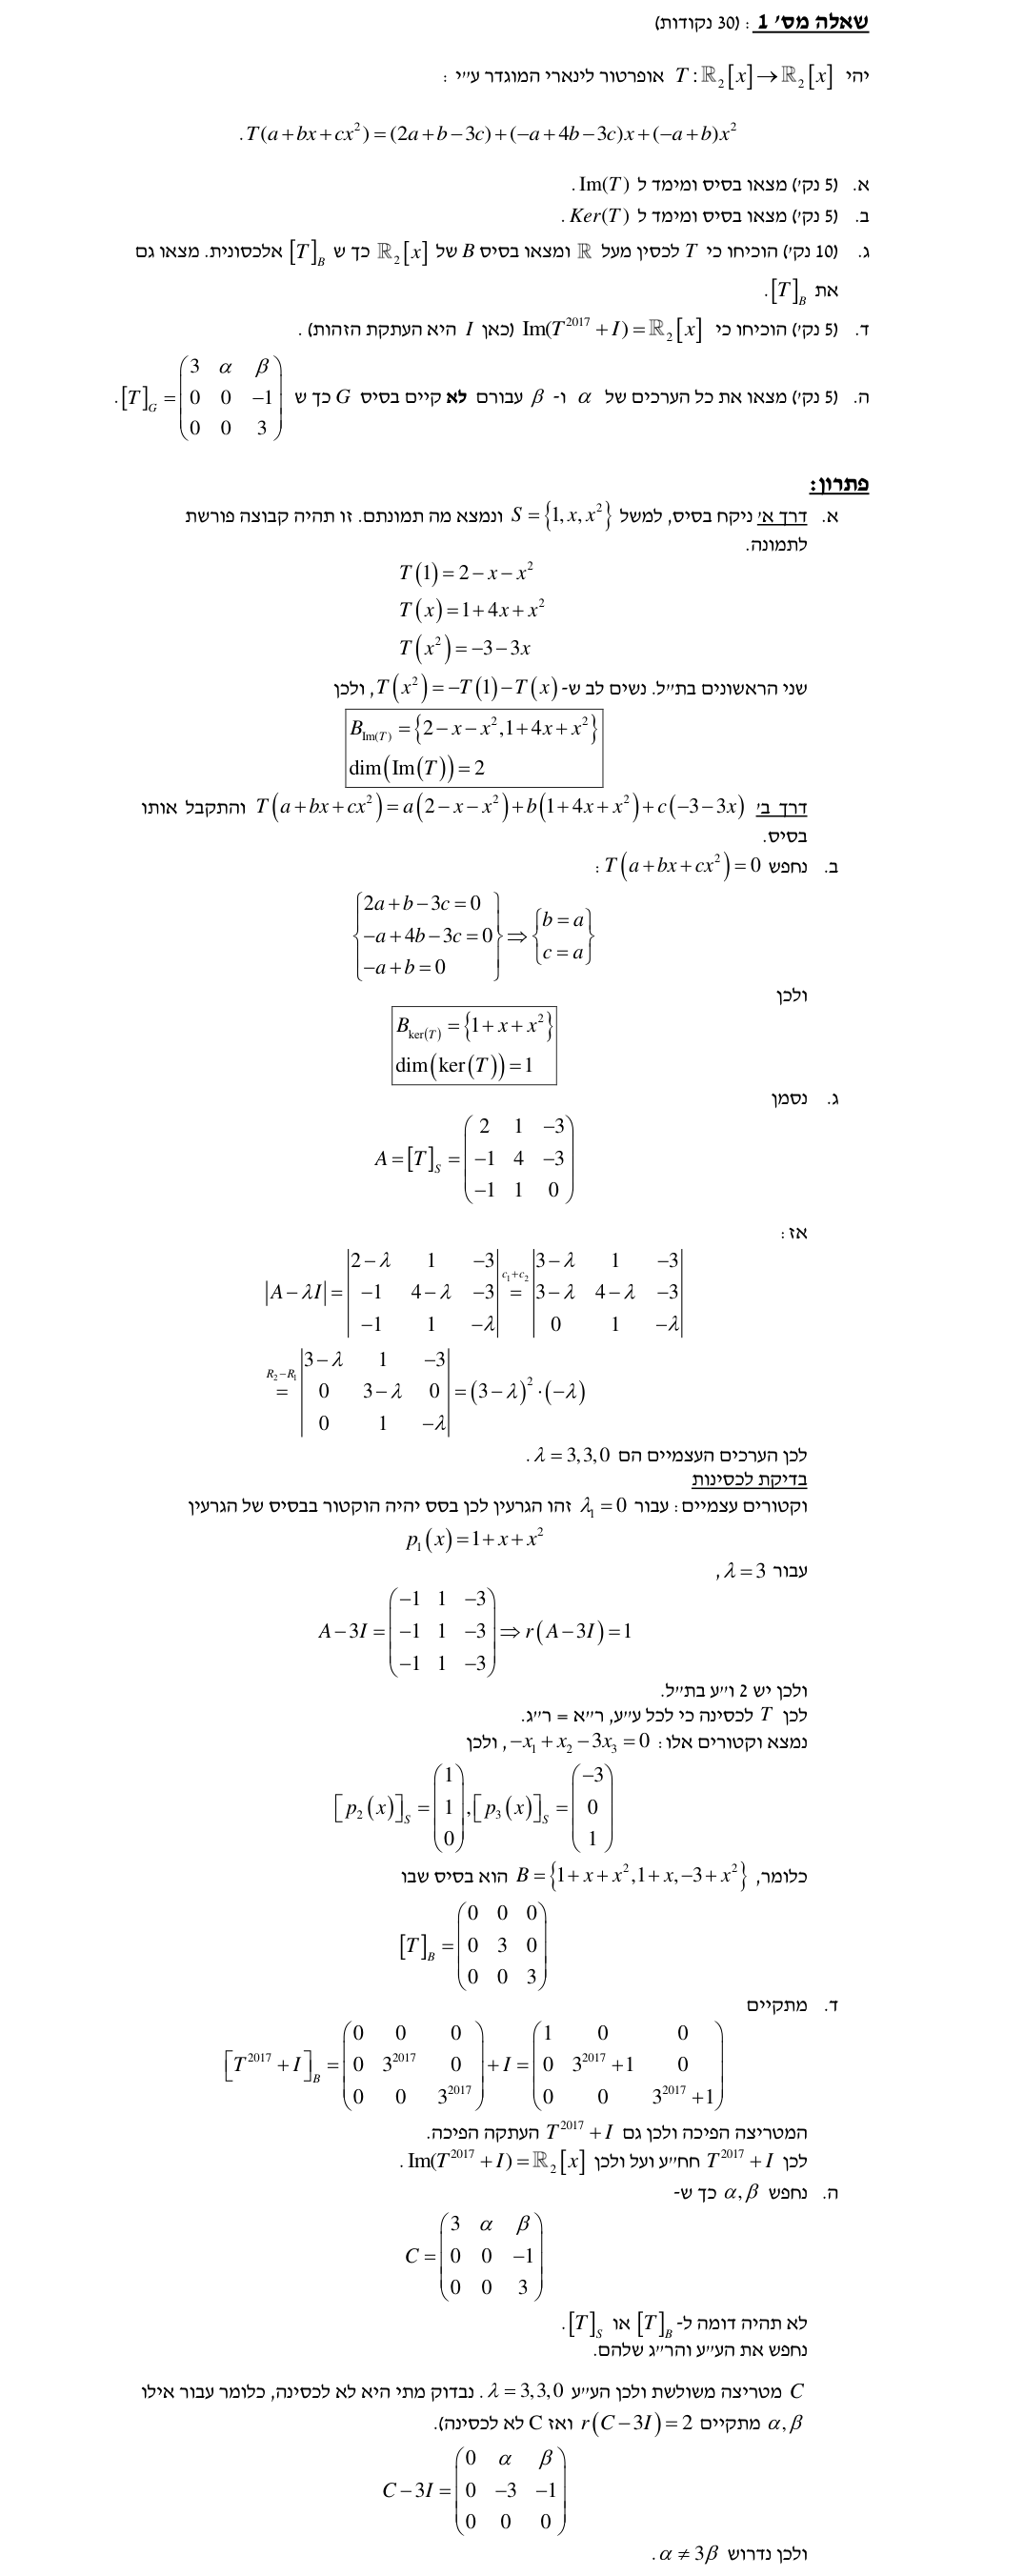 שאלה מס' 1 : (30 נקודות)
יהי T : ℝ₂[x] → ℝ₂[x] אופרטור לינארי המוגדר ע"י :
.T(a+bx+cx²) = (2a+b−3c)+(−a+4b−3c)x+(−a+b)x²
א. (5 נק') מצאו בסיס ומימד ל Im(T) .
ב. (5 נק') מצאו בסיס ומימד ל Ker(T) .
ג. (10 נק') הוכיחו כי T לכסין מעל ℝ ומצאו בסיס B של ℝ₂[x] כך ש [T]_B אלכסונית. מצאו גם
את [T]_B.
ד. (5 נק') הוכיחו כי Im(T²⁰¹⁷ + I) = ℝ₂[x] (כאן I היא העתקת הזהות) .
ה. (5 נק') מצאו את כל הערכים של α ו- β עבורם לא קיים בסיס G כך ש [T]_G = (3 α β ; 0 0 −1 ; 0 0 3).
פתרון:
א. דרך א' ניקח בסיס, למשל S = {1, x, x²} ונמצא מה תמונתם. זו תהיה קבוצה פורשת
לתמונה.
T(1) = 2 − x − x²
T(x) = 1 + 4x + x²
T(x²) = −3 − 3x
שני הראשונים בת"ל. נשים לב ש- T(x²) = −T(1) − T(x), ולכן
B_Im(T) = {2 − x − x², 1 + 4x + x²}
dim(Im(T)) = 2
דרך ב' T(a+bx+cx²) = a(2−x−x²)+b(1+4x+x²)+c(−3−3x) והתקבל אותו
בסיס.
ב. נחפש T(a+bx+cx²) = 0 :
{2a+b−3c = 0 ; −a+4b−3c = 0 ; −a+b = 0} ⇒ {b = a ; c = a}
ולכן
B_ker(T) = {1 + x + x²}
dim(ker(T)) = 1
ג. נסמן
A = [T]_S = (2 1 −3 ; −1 4 −3 ; −1 1 0)
אז :
|A − λI| = |2−λ 1 −3 ; −1 4−λ −3 ; −1 1 −λ| =^(c₁+c₂) |3−λ 1 −3 ; 3−λ 4−λ −3 ; 0 1 −λ|
=^(R₂−R₁) |3−λ 1 −3 ; 0 3−λ 0 ; 0 1 −λ| = (3−λ)²·(−λ)
לכן הערכים העצמיים הם λ = 3,3,0 .
בדיקת לכסינות
וקטורים עצמיים : עבור λ₁ = 0 זהו הגרעין לכן בסס יהיה הוקטור בבסיס של הגרעין
p₁(x) = 1 + x + x²
עבור λ = 3 ,
A − 3I = (−1 1 −3 ; −1 1 −3 ; −1 1 −3) ⇒ r(A − 3I) = 1
ולכן יש 2 ו"ע בת"ל.
לכן T לכסינה כי לכל ע"ע, ר"א = ר"ג.
נמצא וקטורים אלו : −x₁ + x₂ − 3x₃ = 0 , ולכן
[p₂(x)]_S = (1 ; 1 ; 0), [p₃(x)]_S = (−3 ; 0 ; 1)
כלומר, B = {1+x+x², 1+x, −3+x²} הוא בסיס שבו
[T]_B = (0 0 0 ; 0 3 0 ; 0 0 3)
ד. מתקיים
[T²⁰¹⁷ + I]_B = (0 0 0 ; 0 3²⁰¹⁷ 0 ; 0 0 3²⁰¹⁷) + I = (1 0 0 ; 0 3²⁰¹⁷+1 0 ; 0 0 3²⁰¹⁷+1)
המטריצה הפיכה ולכן גם T²⁰¹⁷ + I העתקה הפיכה.
לכן T²⁰¹⁷ + I חח"ע ועל ולכן Im(T²⁰¹⁷ + I) = ℝ₂[x] .
ה. נחפש α, β כך ש-
C = (3 α β ; 0 0 −1 ; 0 0 3)
לא תהיה דומה ל- [T]_B או [T]_S.
נחפש את הע"ע והר"ג שלהם.
C מטריצה משולשת ולכן הע"ע λ = 3,3,0 . נבדוק מתי היא לא לכסינה, כלומר עבור אילו
α, β מתקיים r(C − 3I) = 2 ואז C לא לכסינה).
C − 3I = (0 α β ; 0 −3 −1 ; 0 0 0)
ולכן נדרוש α ≠ 3β .